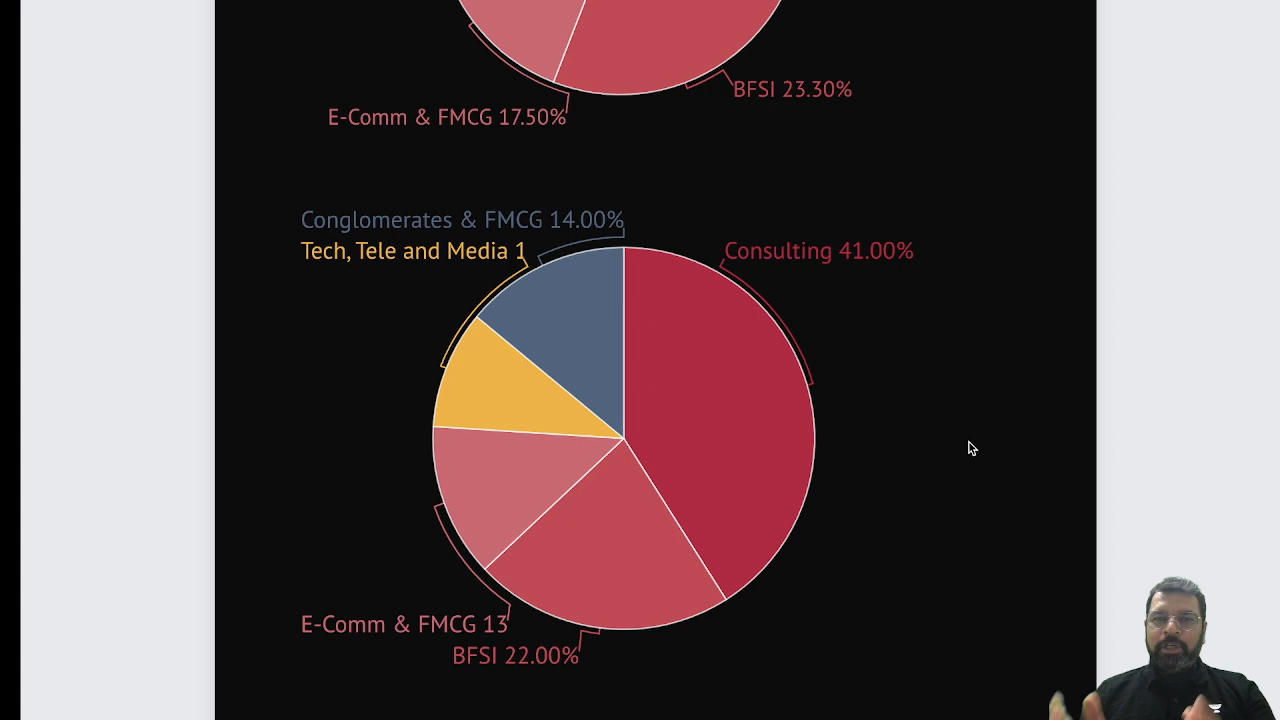 BFSI 23.30%
E-Comm & FMCG 17.50%
Conglomerates & FMCG 14.00%
Tech, Tele and Media 1
Consulting 41.00%
E-Comm & FMCG 13
BFSI 22.00%